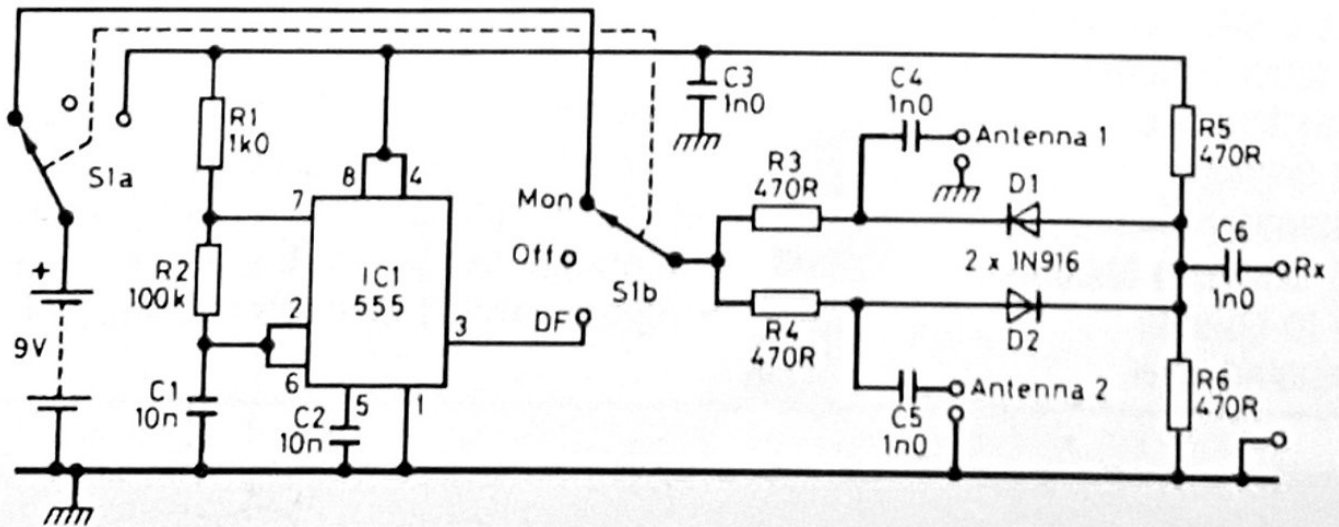 S1a
R1
1k0
R2
100k
+
9V
C1
10n
7
8
4
IC1
555
2
6
3
5
1
C2
10n
Mon
Off
DF
S1b
C3
1n0
C4
1n0
Antenna 1
R3
470R
D1
2 x 1N916
R4
470R
D2
C5
1n0
Antenna 2
R5
470R
C6
1n0
Rx
R6
470R